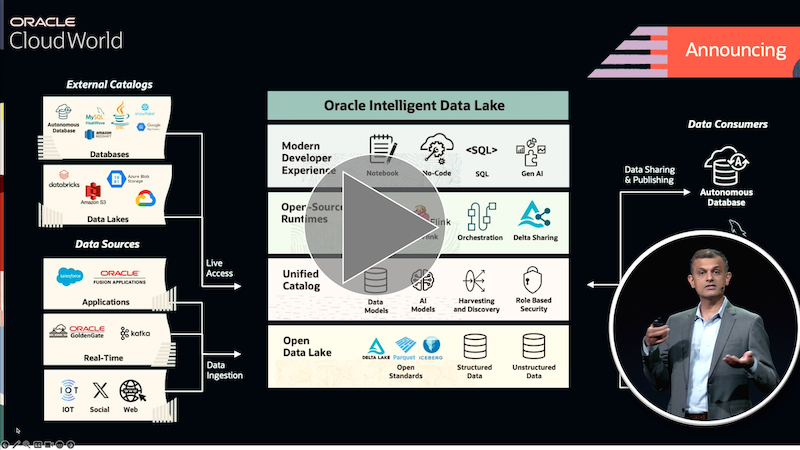 ORACLE
CloudWorld
Announcing
External Catalogs
Autonomous
Database
MySQL
HeatWave
Java
snowflake
amazon
REDSHIFT
Google
BigQuery
Databases
databricks
Azure Blob
Storage
Amazon S3
Data Lakes
Data Sources
salesforce
ORACLE
FUSION APPLICATIONS
Applications
ORACLE
GoldenGate
kafka
Real-Time
IOT
IOT
Social
Web
Live
Access
Data
Ingestion
Oracle Intelligent Data Lake
Modern
Developer
Experience
Notebook
No-Code
<SQL>
SQL
Gen AI
Open-Source
Runtimes
Flink
Flink
Orchestration
Delta Sharing
Unified
Catalog
Data
Models
AI
Models
Harvesting
and Discovery
Role Based
Security
Open
Data Lake
DELTA LAKE
Parquet
ICEBERG
Open
Standards
Structured
Data
Unstructured
Data
Data Consumers
Data Sharing
& Publishing
Autonomous
Database